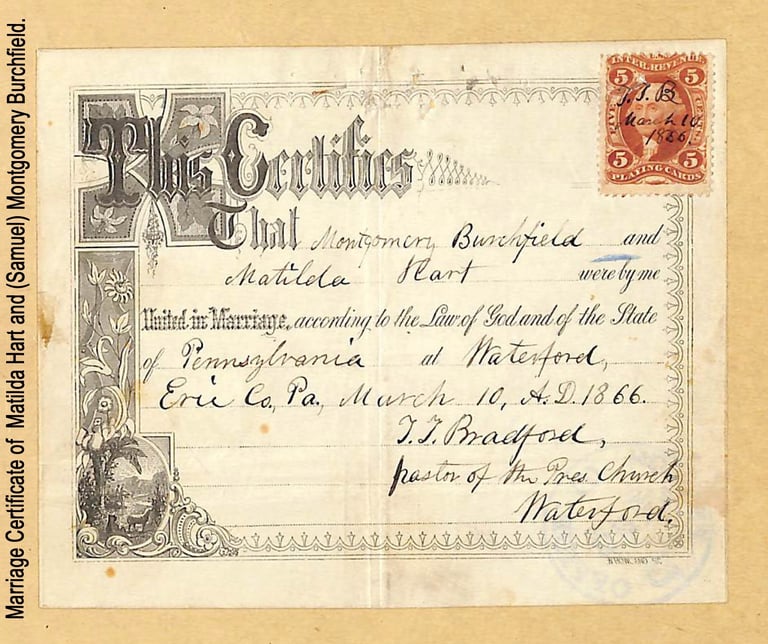 Marriage Certificate of Matilda Hart and (Samuel) Montgomery Burchfield.
INTER. REVENUE
5 5
FIVE CENTS
T. T. B
March 10
1866.
5 5
PLAYING CARDS
This Certifies
That Montgomery Burchfield and
Matilda Hart were by me
United in Marriage, according to the Law of God and of the State
of Pennsylvania at Waterford,
Erie Co., Pa., March 10, A.D. 1866.
T. T. Bradford,
pastor of the Pres. Church
Waterford.